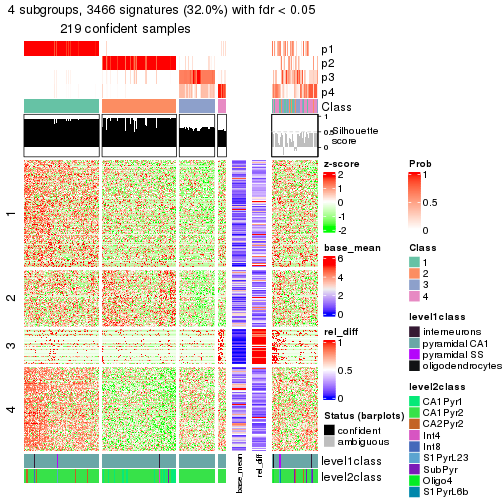 4 subgroups, 3466 signatures (32.0%) with fdr < 0.05
219 confident samples
p1
p2
p3
p4
Class
1
0.5
0
Silhouette
score
1
2
3
4
z-score
2
1
0
-1
-2
base_mean
6
4
2
0
rel_diff
1
0.5
0
Status (barplots)
confident
ambiguous
Prob
1
0.5
0
Class
1
2
3
4
level1class
interneurons
pyramidal CA1
pyramidal SS
oligodendrocytes
level2class
CA1Pyr1
CA1Pyr2
CA2Pyr2
Int4
Int8
S1PyrL23
SubPyr
Oligo4
S1PyrL6b
level1class
level2class
base_mean
rel_diff